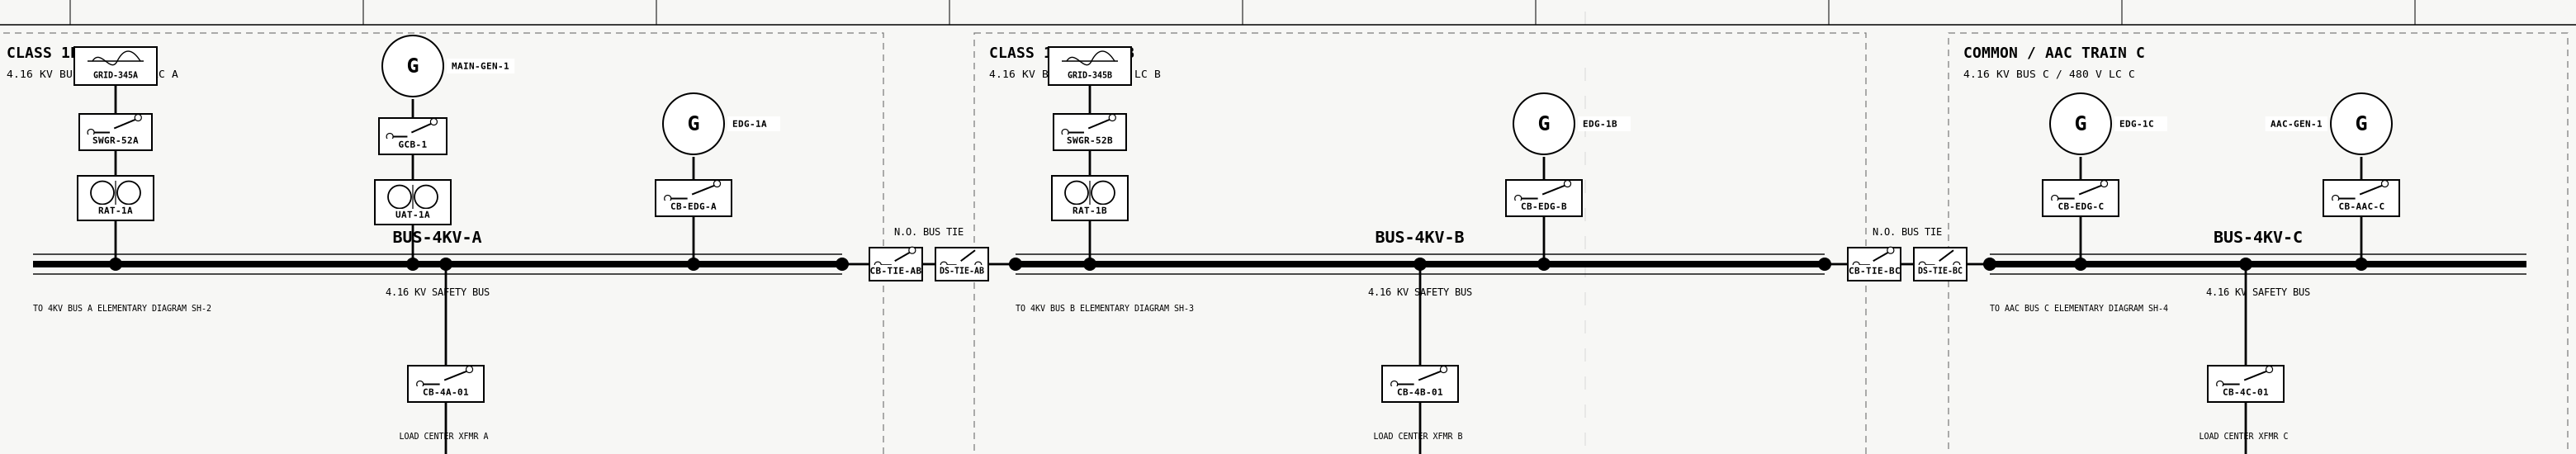 CLASS 1
4.16 KV BU
C A
GRID-345A
SWGR-52A
RAT-1A
G
MAIN-GEN-1
GCB-1
UAT-1A
G
EDG-1A
CB-EDG-A
BUS-4KV-A
4.16 KV SAFETY BUS
TO 4KV BUS A ELEMENTARY DIAGRAM SH-2
CB-4A-01
LOAD CENTER XFMR A
N.O. BUS TIE
CB-TIE-AB
DS-TIE-AB
CLASS
4.16 KV B
LC B
GRID-345B
SWGR-52B
RAT-1B
G
EDG-1B
CB-EDG-B
BUS-4KV-B
4.16 KV SAFETY BUS
TO 4KV BUS B ELEMENTARY DIAGRAM SH-3
CB-4B-01
LOAD CENTER XFMR B
N.O. BUS TIE
CB-TIE-BC
DS-TIE-BC
COMMON / AAC TRAIN C
4.16 KV BUS C / 480 V LC C
G
EDG-1C
AAC-GEN-1
G
CB-EDG-C
CB-AAC-C
BUS-4KV-C
4.16 KV SAFETY BUS
TO AAC BUS C ELEMENTARY DIAGRAM SH-4
CB-4C-01
LOAD CENTER XFMR C